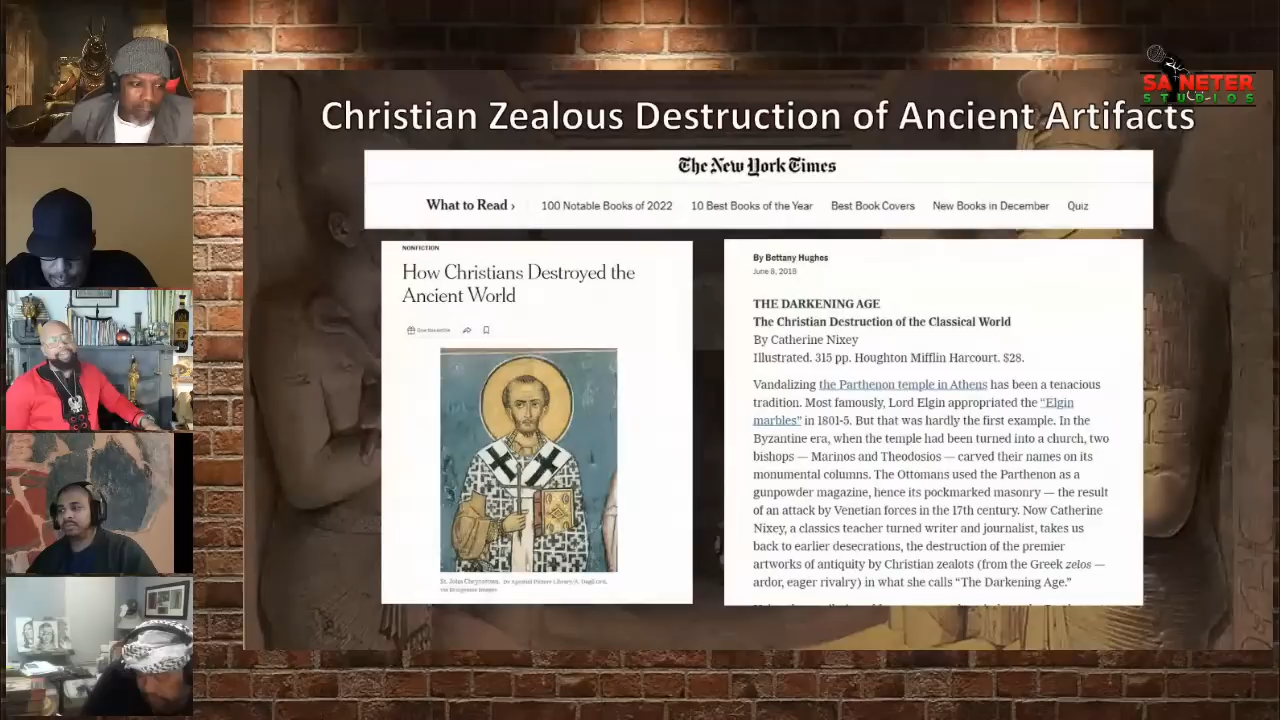 SANETER
STUDIOS
Christian Zealous Destruction of Ancient Artifacts
The New York Times
What to Read ›
100 Notable Books of 2022
10 Best Books of the Year
Best Book Covers
New Books in December
Quiz
NONFICTION
How Christians Destroyed the
Ancient World
St. John Chrysostom.
By Bettany Hughes
June 8, 2018
THE DARKENING AGE
The Christian Destruction of the Classical World
By Catherine Nixey
Illustrated. 315 pp. Houghton Mifflin Harcourt. $28.
Vandalizing the Parthenon temple in Athens has been a tenacious
tradition. Most famously, Lord Elgin appropriated the “Elgin
marbles” in 1801-5. But that was hardly the first example. In the
Byzantine era, when the temple had been turned into a church, two
bishops — Marinos and Theodosios — carved their names on its
monumental columns. The Ottomans used the Parthenon as a
gunpowder magazine, hence its pockmarked masonry — the result
of an attack by Venetian forces in the 17th century. Now Catherine
Nixey, a classics teacher turned writer and journalist, takes us
back to earlier desecrations, the destruction of the premier
artworks of antiquity by Christian zealots (from the Greek zelos —
ardor, eager rivalry) in what she calls “The Darkening Age.”